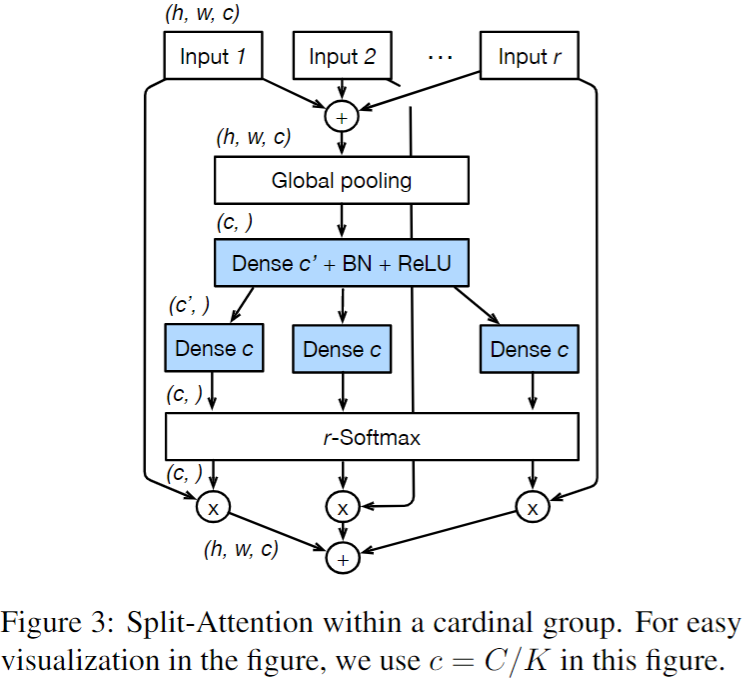 (h, w, c)
Input 1
Input 2
...
Input r
+
(h, w, c)
Global pooling
(c, )
Dense c’ + BN + ReLU
(c’, )
Dense c
Dense c
Dense c
(c, )
r-Softmax
(c, )
x
x
x
(h, w, c)
+
Figure 3: Split-Attention within a cardinal group. For easy
visualization in the figure, we use c = C/K in this figure.